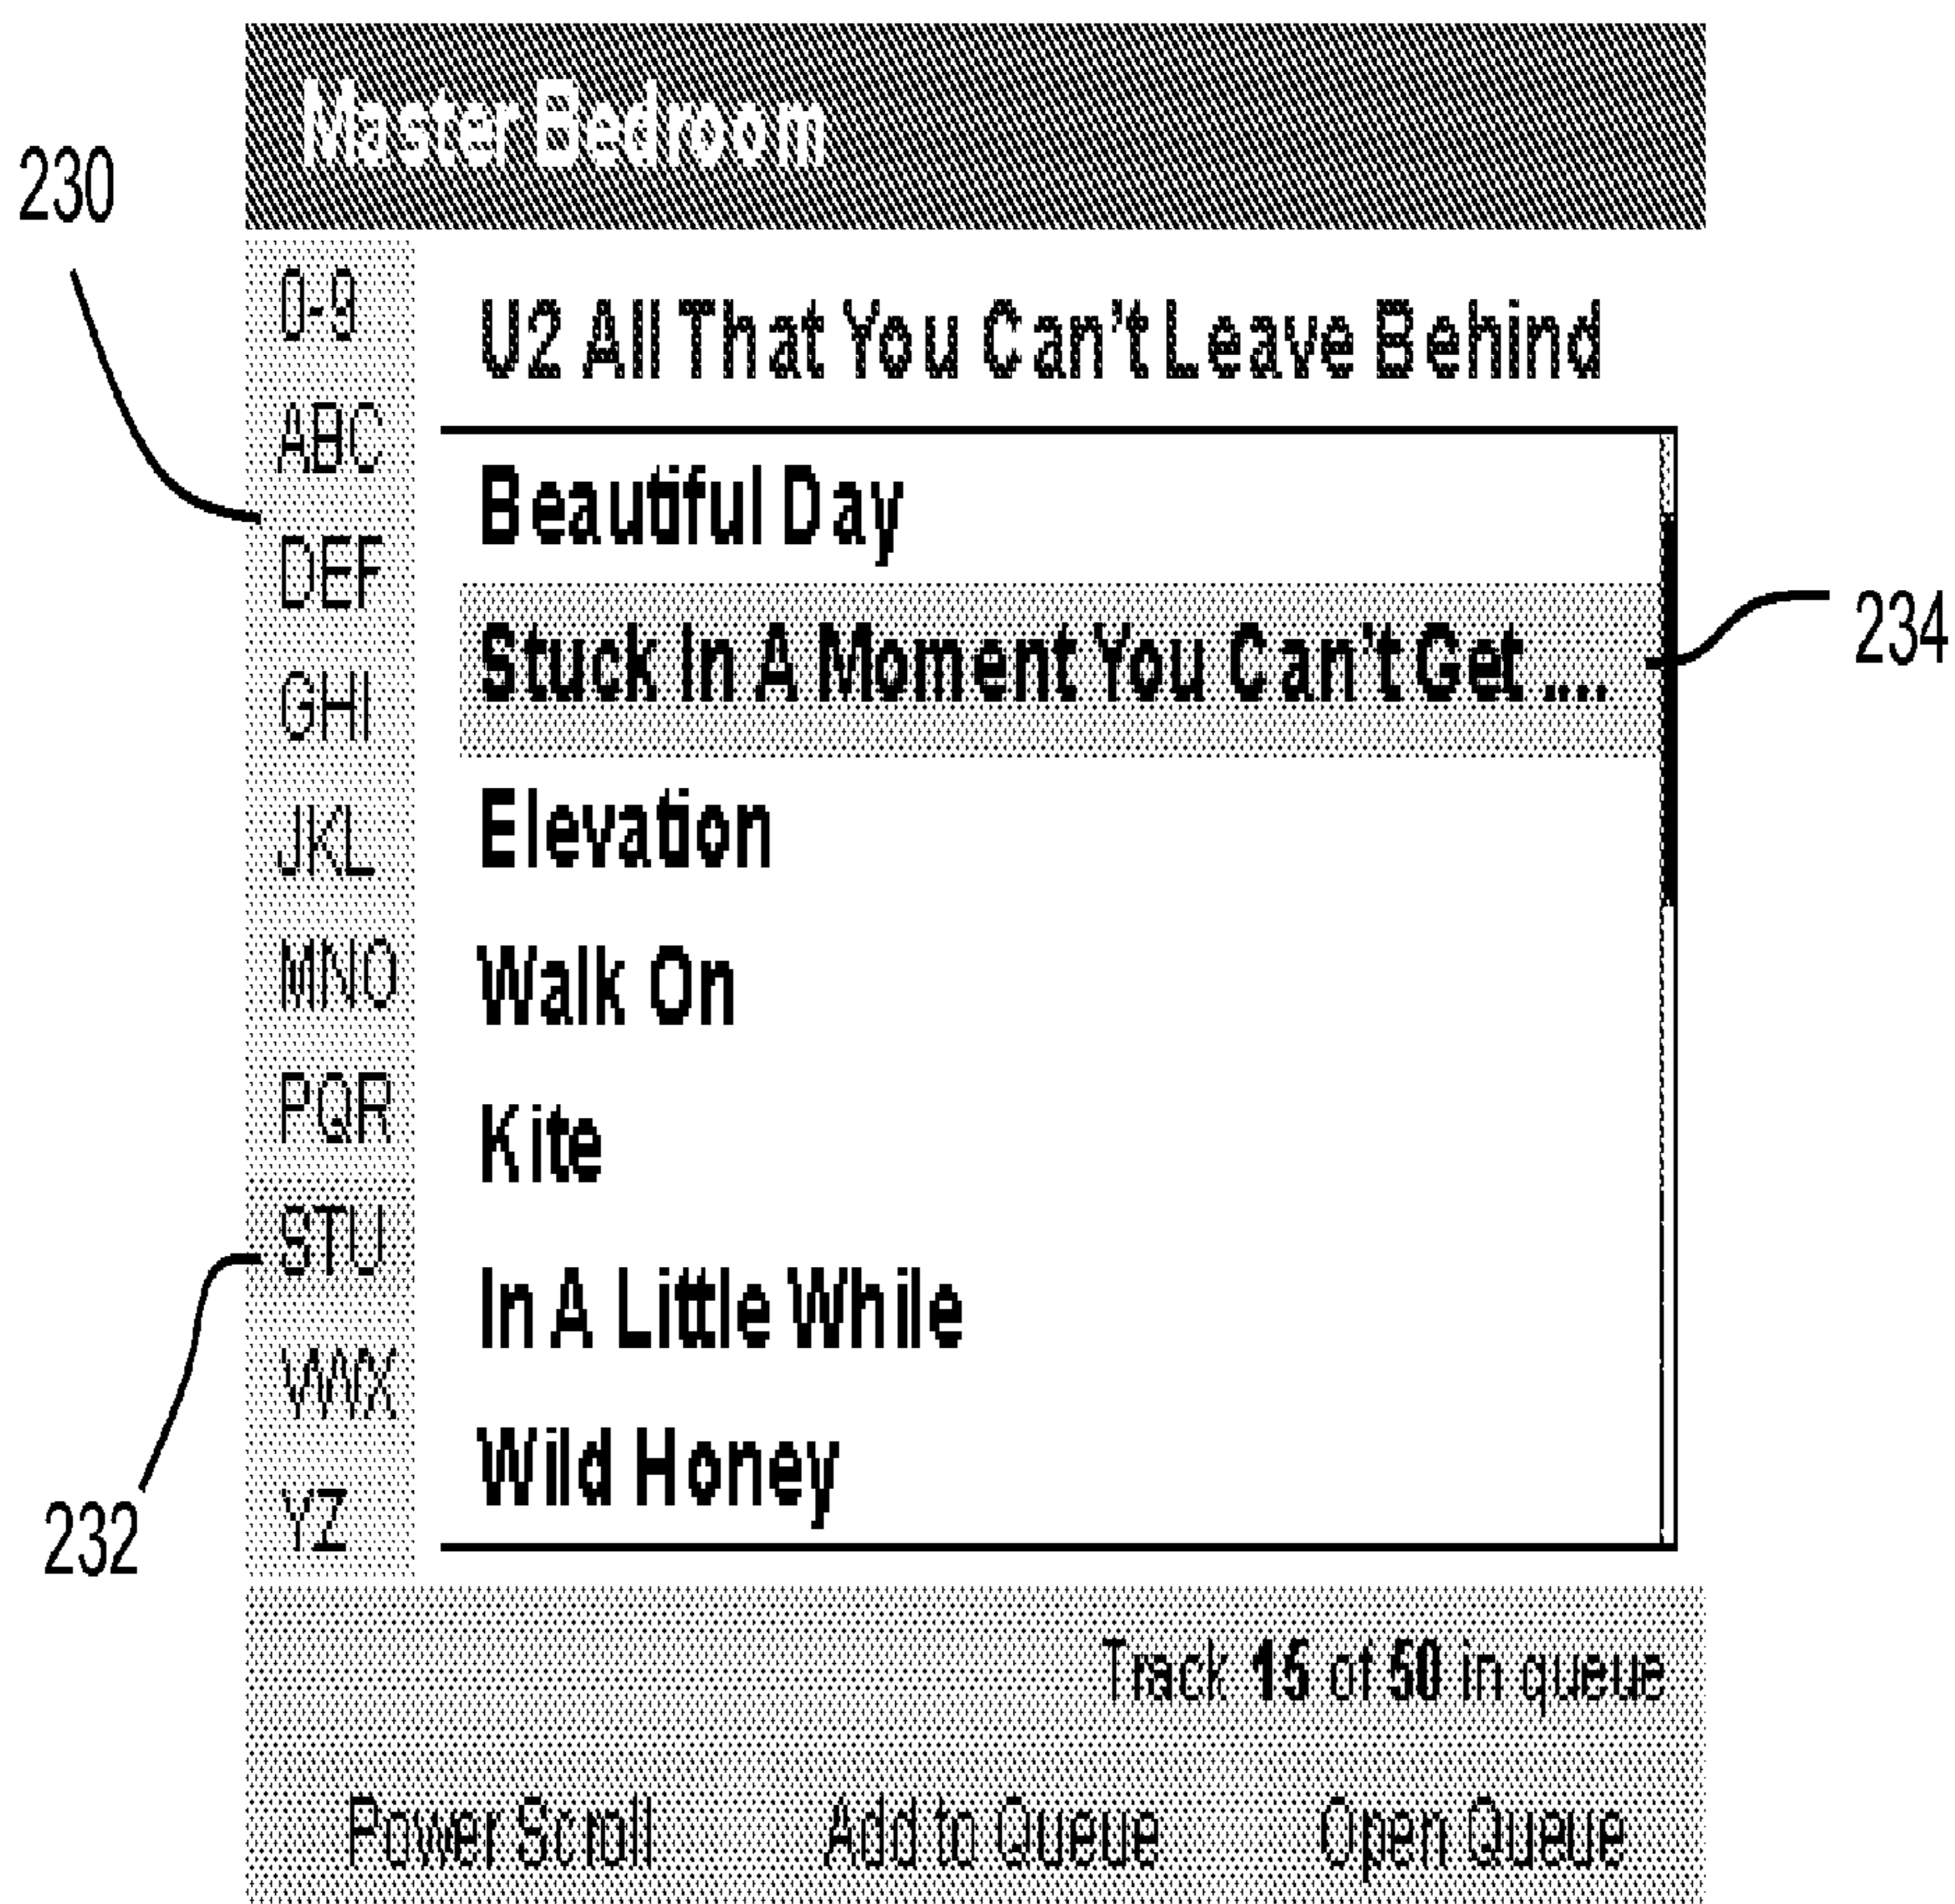 Master Bedroom
230
0-9
ABC
DEF
GHI
JKL
MNO
PQR
STU
VWX
YZ
232
U2 All That You Can't Leave Behind
Beautiful Day
Stuck In A Moment You Can't Get ....
234
Elevation
Walk On
Kite
In A Little While
Wild Honey
Track 15 of 50 in queue
Power Scroll Add to Queue Open Queue